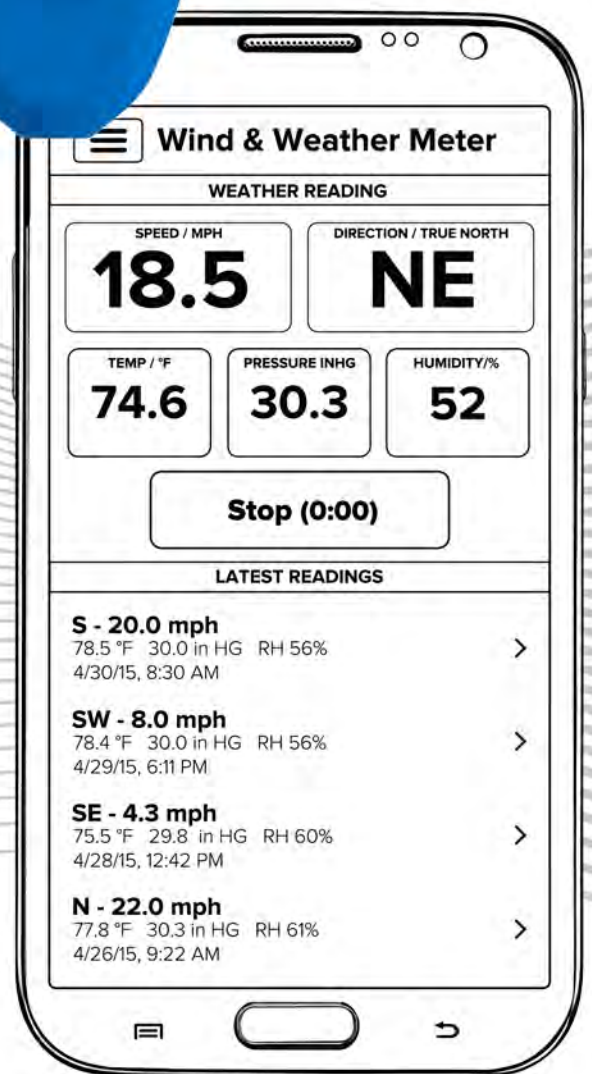 Wind & Weather Meter
WEATHER READING
SPEED / MPH
18.5
DIRECTION / TRUE NORTH
NE
TEMP / °F
74.6
PRESSURE INHG
30.3
HUMIDITY/%
52
Stop (0:00)
LATEST READINGS
S - 20.0 mph
78.5 °F 30.0 in HG RH 56%
4/30/15, 8:30 AM
SW - 8.0 mph
78.4 °F 30.0 in HG RH 56%
4/29/15, 6:11 PM
SE - 4.3 mph
75.5 °F 29.8 in HG RH 60%
4/28/15, 12:42 PM
N - 22.0 mph
77.8 °F 30.3 in HG RH 61%
4/26/15, 9:22 AM